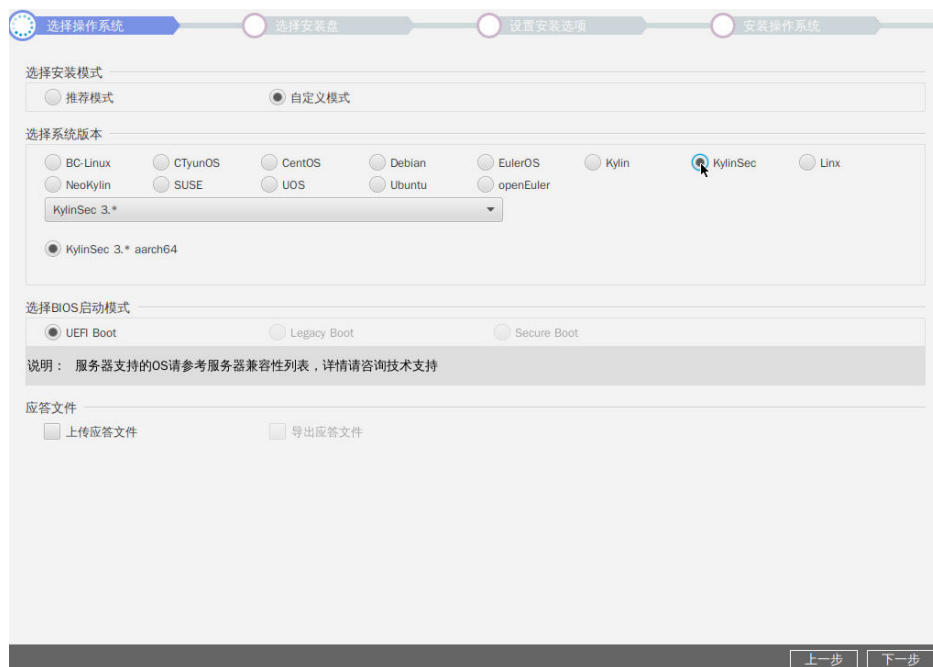 选择操作系统 选择安装盘 设置安装选项 安装操作系统
选择安装模式
推荐模式 自定义模式
选择系统版本
BC-Linux CTyunOS CentOS Debian EulerOS Kylin KylinSec Linx
NeoKylin SUSE UOS Ubuntu openEuler
KylinSec 3.*
KylinSec 3.* aarch64
选择BIOS启动模式
UEFI Boot Legacy Boot Secure Boot
说明： 服务器支持的OS请参考服务器兼容性列表，详情请咨询技术支持
应答文件
上传应答文件 导出应答文件
上一步 下一步